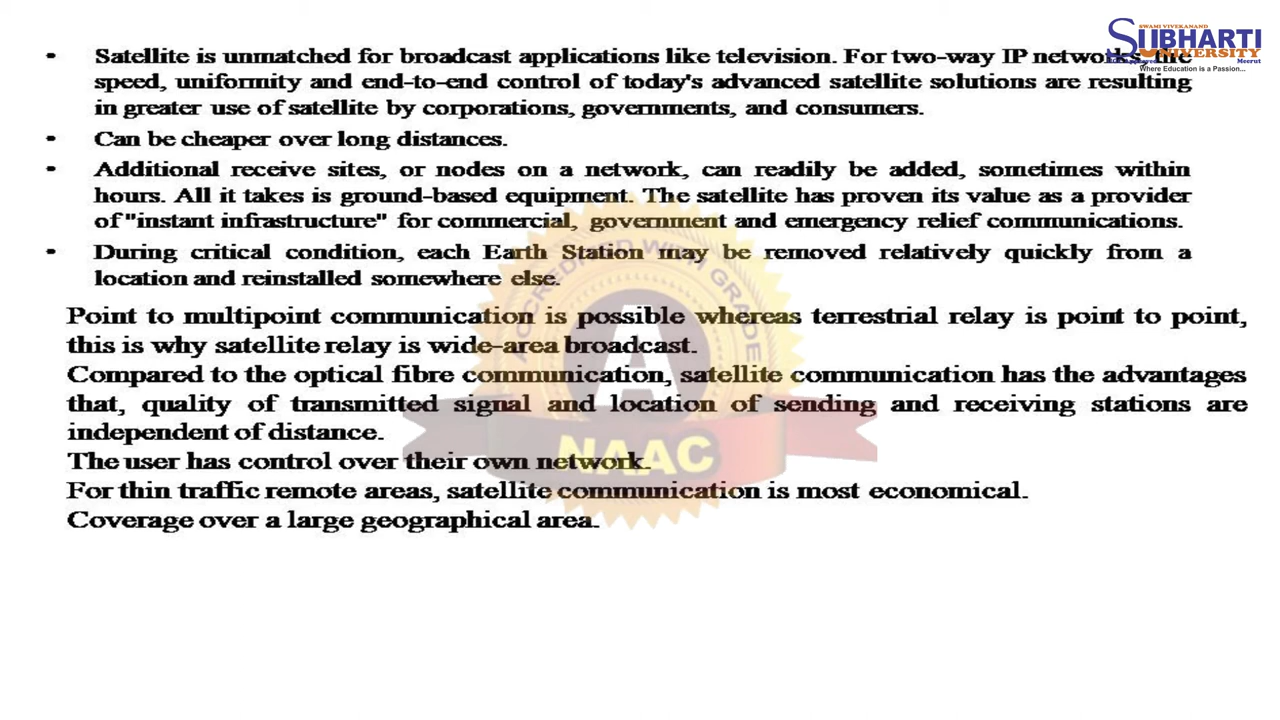 SWAMI VIVEKANAND
SUBHARTI
UNIVERSITY
Meerut
Where Education is a Passion...
• Satellite is unmatched for broadcast applications like television. For two-way IP networks, the
speed, uniformity and end-to-end control of today's advanced satellite solutions are resulting
in greater use of satellite by corporations, governments, and consumers.
• Can be cheaper over long distances.
• Additional receive sites, or nodes on a network, can readily be added, sometimes within
hours. All it takes is ground-based equipment. The satellite has proven its value as a provider
of "instant infrastructure" for commercial, government and emergency relief communications.
• During critical condition, each Earth Station may be removed relatively quickly from a
location and reinstalled somewhere else.
Point to multipoint communication is possible whereas terrestrial relay is point to point,
this is why satellite relay is wide-area broadcast.
Compared to the optical fibre communication, satellite communication has the advantages
that, quality of transmitted signal and location of sending and receiving stations are
independent of distance.
The user has control over their own network.
For thin traffic remote areas, satellite communication is most economical.
Coverage over a large geographical area.
ACCREDITED WITH GRADE
A
NAAC